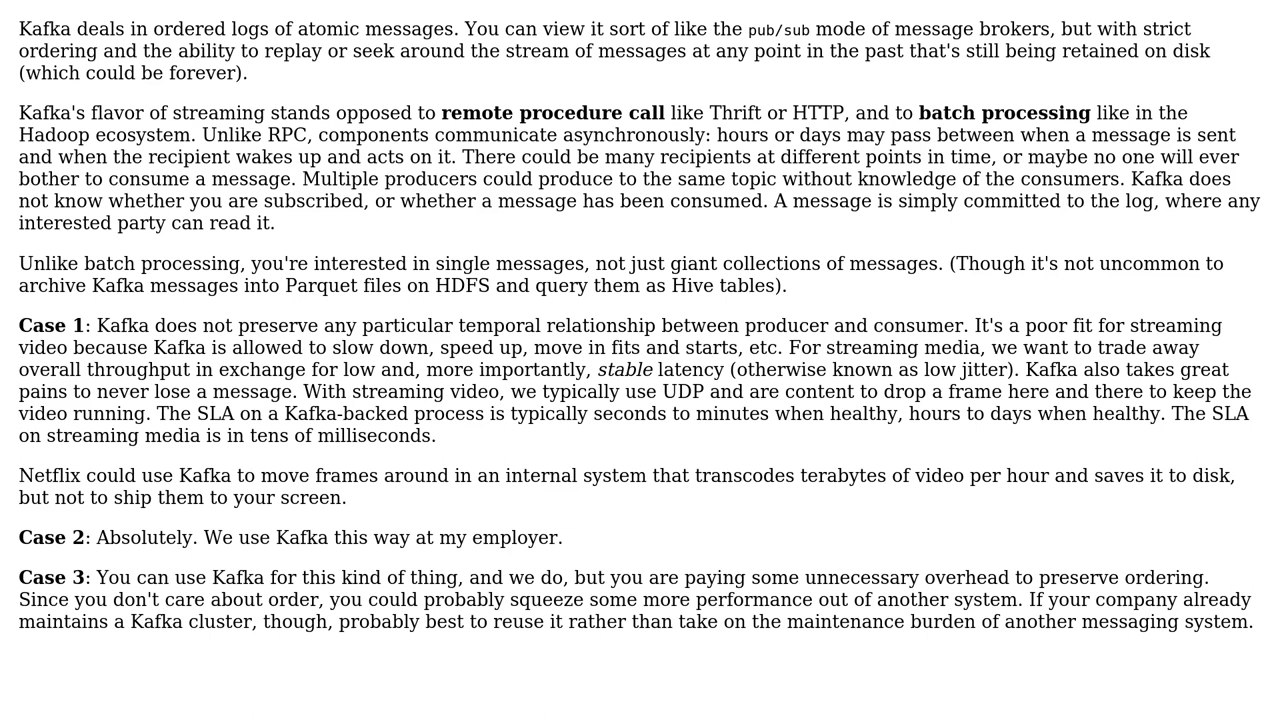 Kafka deals in ordered logs of atomic messages. You can view it sort of like the pub/sub mode of message brokers, but with strict
ordering and the ability to replay or seek around the stream of messages at any point in the past that's still being retained on disk
(which could be forever).
Kafka's flavor of streaming stands opposed to remote procedure call like Thrift or HTTP, and to batch processing like in the
Hadoop ecosystem. Unlike RPC, components communicate asynchronously: hours or days may pass between when a message is sent
and when the recipient wakes up and acts on it. There could be many recipients at different points in time, or maybe no one will ever
bother to consume a message. Multiple producers could produce to the same topic without knowledge of the consumers. Kafka does
not know whether you are subscribed, or whether a message has been consumed. A message is simply committed to the log, where any
interested party can read it.
Unlike batch processing, you're interested in single messages, not just giant collections of messages. (Though it's not uncommon to
archive Kafka messages into Parquet files on HDFS and query them as Hive tables).
Case 1: Kafka does not preserve any particular temporal relationship between producer and consumer. It's a poor fit for streaming
video because Kafka is allowed to slow down, speed up, move in fits and starts, etc. For streaming media, we want to trade away
overall throughput in exchange for low and, more importantly, stable latency (otherwise known as low jitter). Kafka also takes great
pains to never lose a message. With streaming video, we typically use UDP and are content to drop a frame here and there to keep the
video running. The SLA on a Kafka-backed process is typically seconds to minutes when healthy, hours to days when healthy. The SLA
on streaming media is in tens of milliseconds.
Netflix could use Kafka to move frames around in an internal system that transcodes terabytes of video per hour and saves it to disk,
but not to ship them to your screen.
Case 2: Absolutely. We use Kafka this way at my employer.
Case 3: You can use Kafka for this kind of thing, and we do, but you are paying some unnecessary overhead to preserve ordering.
Since you don't care about order, you could probably squeeze some more performance out of another system. If your company already
maintains a Kafka cluster, though, probably best to reuse it rather than take on the maintenance burden of another messaging system.